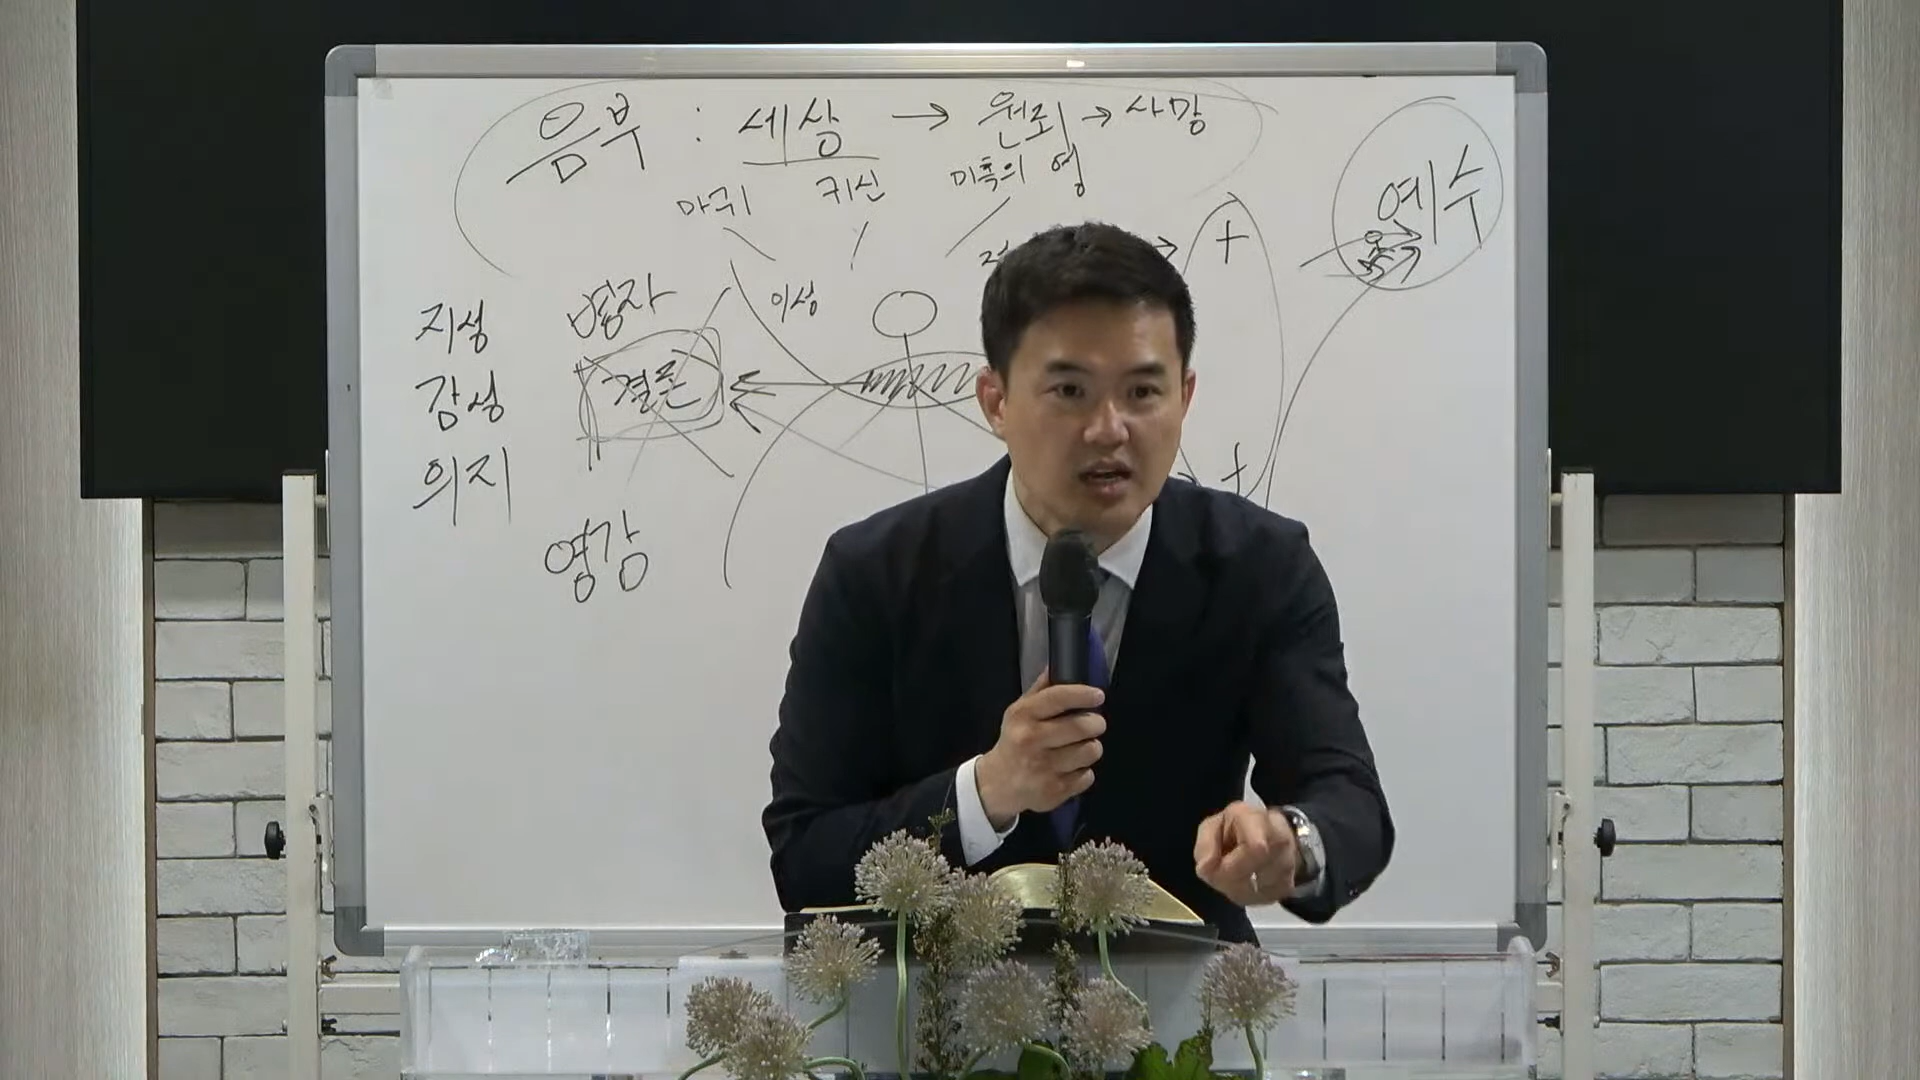 음부 : 세상 → 원죄 → 사망
마귀 귀신 미혹의 영
예수
지성
이성
감성 결론
의지
영감